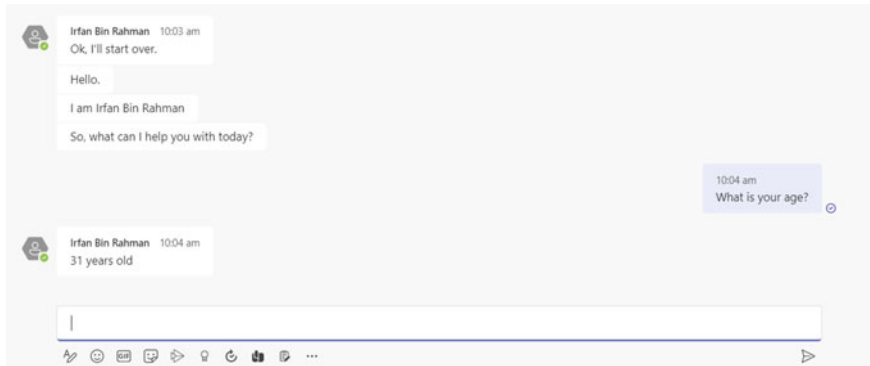 Irfan Bin Rahman 10:03 am
Ok, I'll start over.
Hello.
I am Irfan Bin Rahman
So, what can I help you with today?
10:04 am
What is your age?
Irfan Bin Rahman 10:04 am
31 years old
GIF